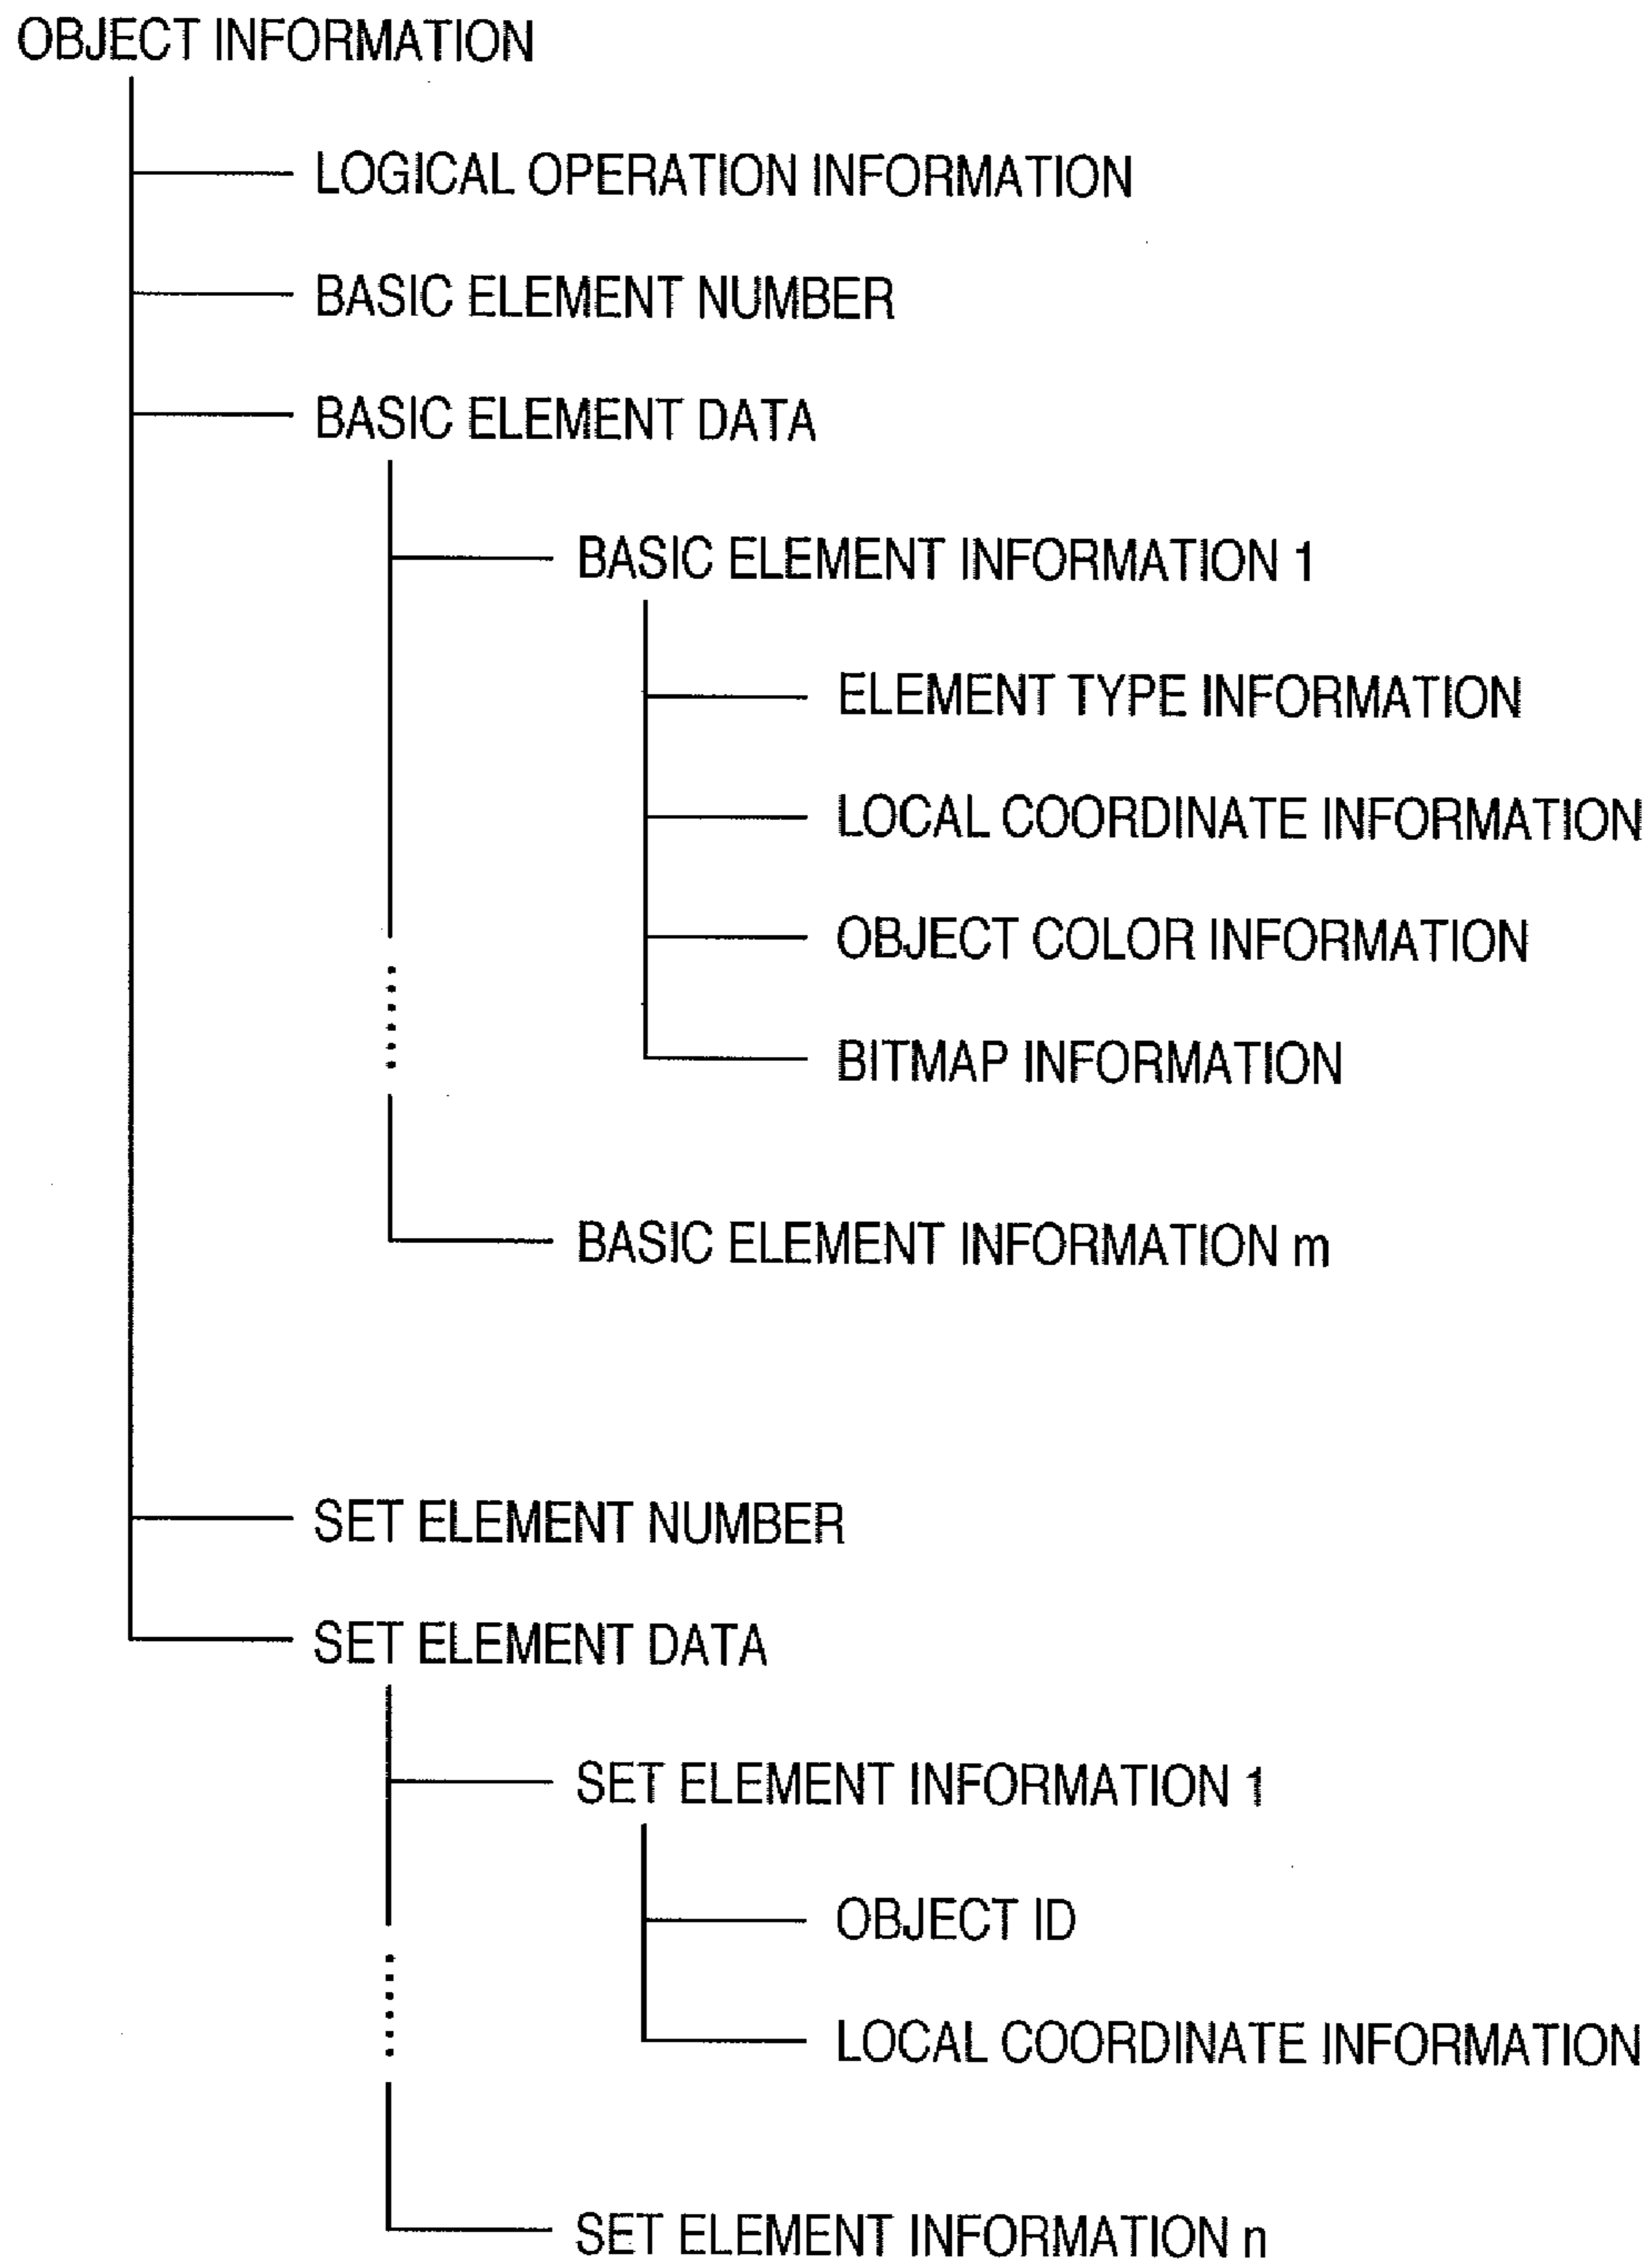 OBJECT INFORMATION
LOGICAL OPERATION INFORMATION
BASIC ELEMENT NUMBER
BASIC ELEMENT DATA
BASIC ELEMENT INFORMATION 1
ELEMENT TYPE INFORMATION
LOCAL COORDINATE INFORMATION
OBJECT COLOR INFORMATION
BITMAP INFORMATION
BASIC ELEMENT INFORMATION m
SET ELEMENT NUMBER
SET ELEMENT DATA
SET ELEMENT INFORMATION 1
OBJECT ID
LOCAL COORDINATE INFORMATION
SET ELEMENT INFORMATION n